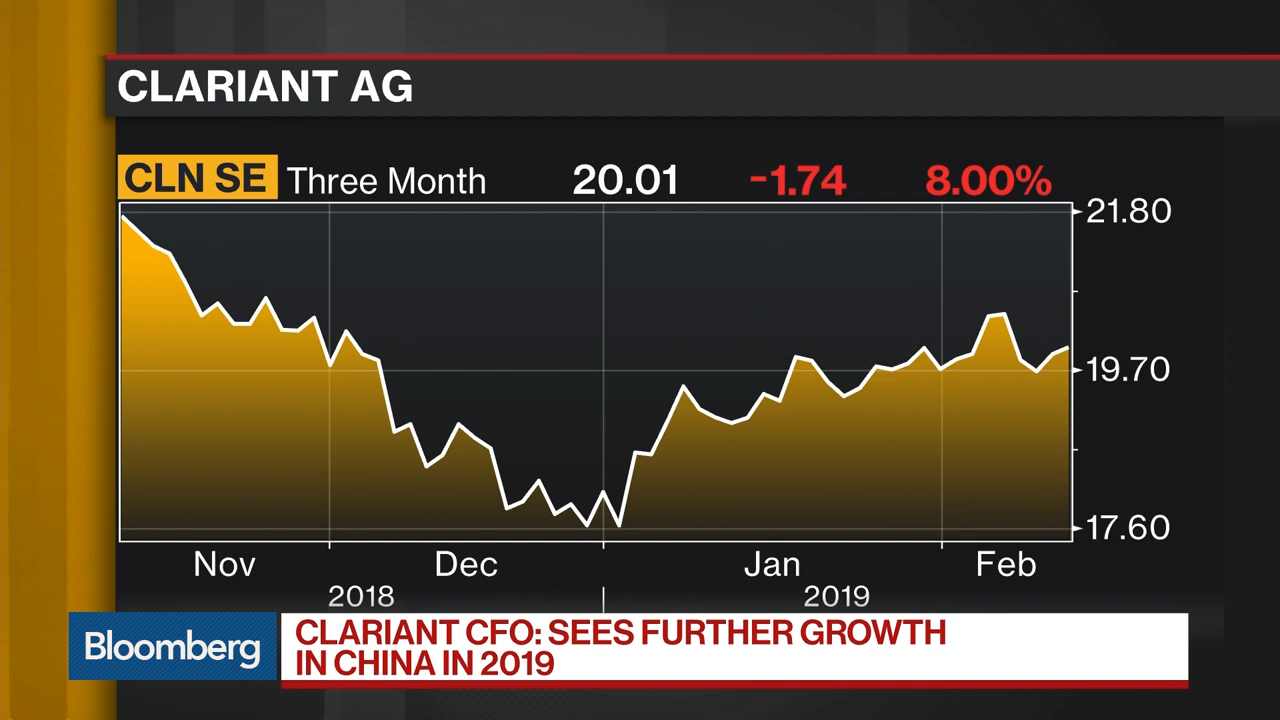 CLARIANT AG
CLN SE Three Month 20.01 -1.74 8.00%
21.80
19.70
17.60
Nov Dec Jan Feb
2018 2019
Bloomberg
CLARIANT CFO: SEES FURTHER GROWTH
IN CHINA IN 2019